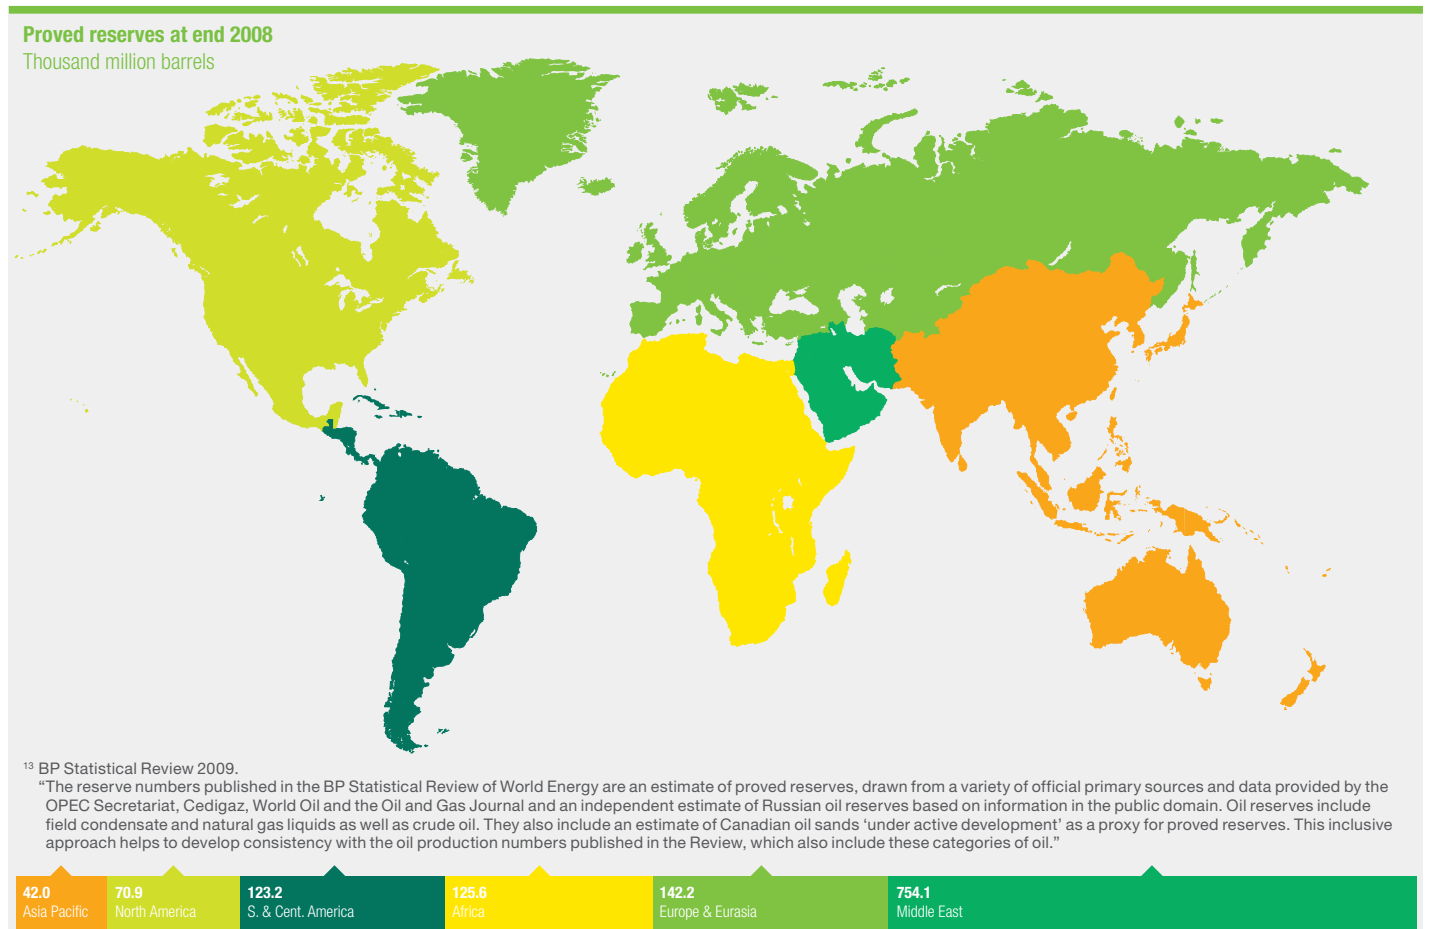 Proved reserves at end 2008
Thousand million barrels
13 BP Statistical Review 2009.
“The reserve numbers published in the BP Statistical Review of World Energy are an estimate of proved reserves, drawn from a variety of official primary sources and data provided by the
OPEC Secretariat, Cedigaz, World Oil and the Oil and Gas Journal and an independent estimate of Russian oil reserves based on information in the public domain. Oil reserves include
field condensate and natural gas liquids as well as crude oil. They also include an estimate of Canadian oil sands ‘under active development’ as a proxy for proved reserves. This inclusive
approach helps to develop consistency with the oil production numbers published in the Review, which also include these categories of oil.”
42.0
Asia Pacific
70.9
North America
123.2
S. & Cent. America
125.6
Africa
142.2
Europe & Eurasia
754.1
Middle East